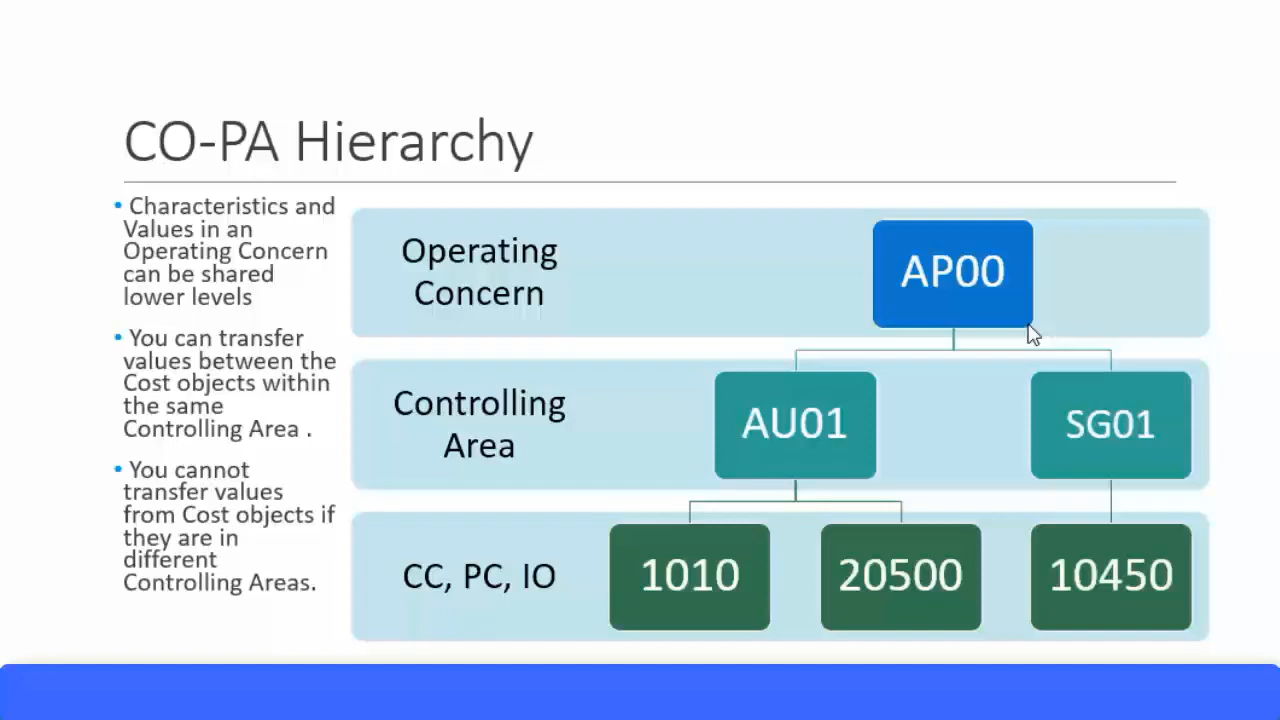 CO-PA Hierarchy
• Characteristics and
Values in an
Operating Concern
can be shared
lower levels
• You can transfer
values between the
Cost objects within
the same
Controlling Area .
• You cannot
transfer values
from Cost objects if
they are in
different
Controlling Areas.
Operating
Concern
AP00
Controlling
Area
AU01
SG01
CC, PC, IO
1010
20500
10450